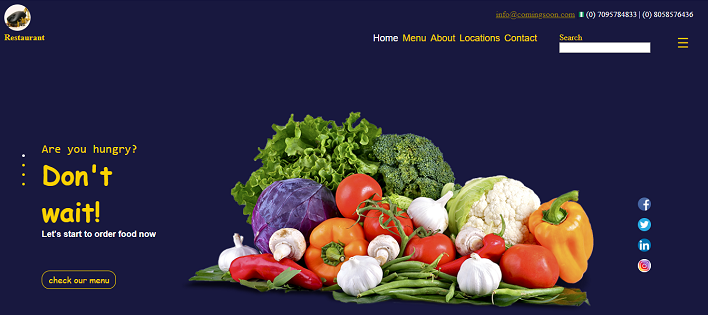 info@comingsoon.com (0) 7095784833 | (0) 8058576436
Restaurant
Home Menu About Locations Contact
Search
Are you hungry?
Don't
wait!
Let's start to order food now
check our menu